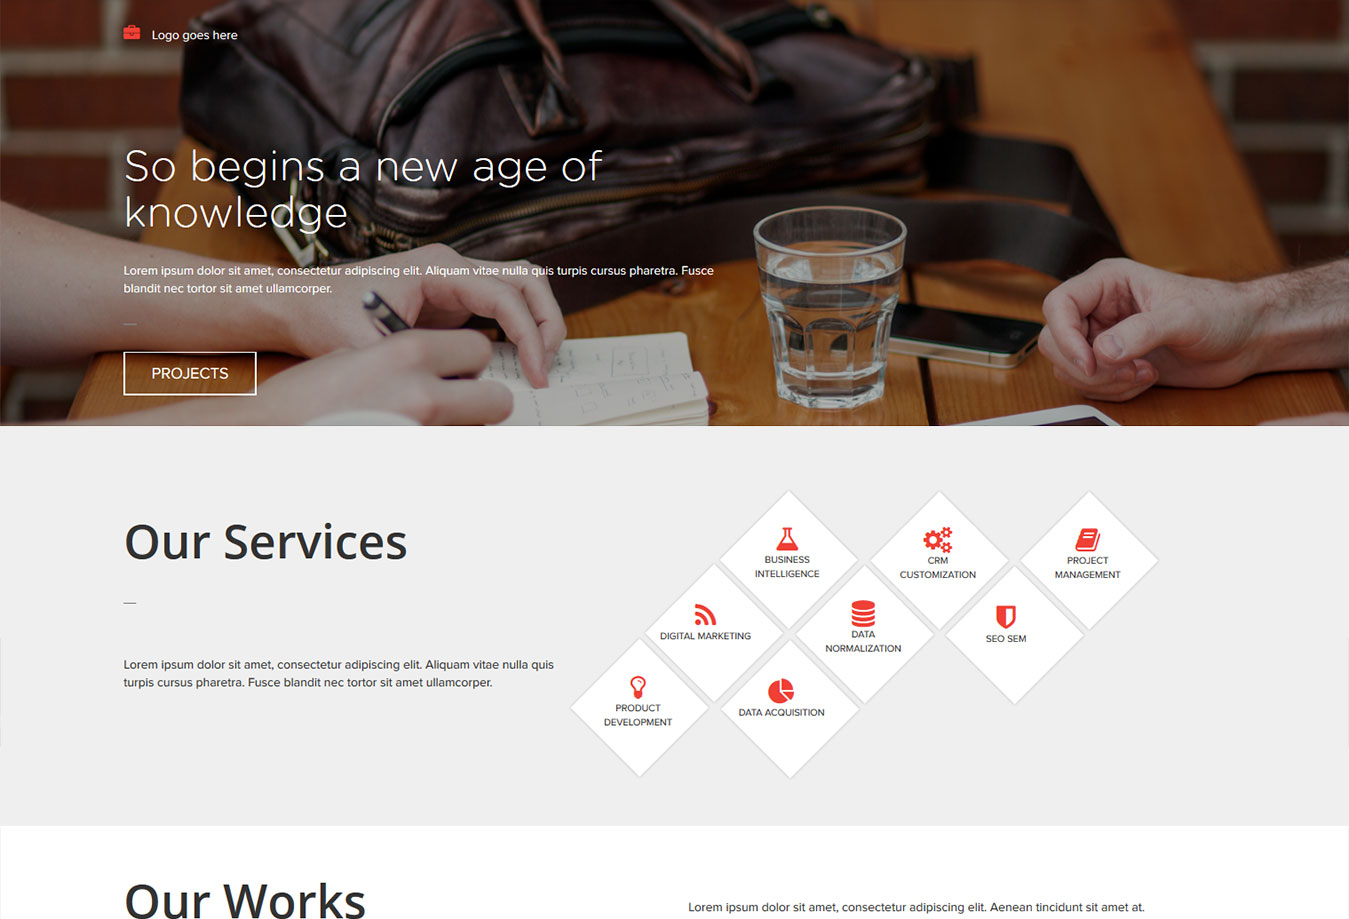 Logo goes here
So begins a new age of
knowledge
Lorem ipsum dolor sit amet, consectetur adipiscing elit. Aliquam vitae nulla quis turpis cursus pharetra. Fusce
blandit nec tortor sit amet ullamcorper.
PROJECTS
Our Services
Lorem ipsum dolor sit amet, consectetur adipiscing elit. Aliquam vitae nulla quis
turpis cursus pharetra. Fusce blandit nec tortor sit amet ullamcorper.
BUSINESS
INTELLIGENCE
CRM
CUSTOMIZATION
PROJECT
MANAGEMENT
DIGITAL MARKETING
DATA
NORMALIZATION
SEO SEM
PRODUCT
DEVELOPMENT
DATA ACQUISITION
Our Works
Lorem ipsum dolor sit amet, consectetur adipiscing elit. Aenean tincidunt sit amet at.